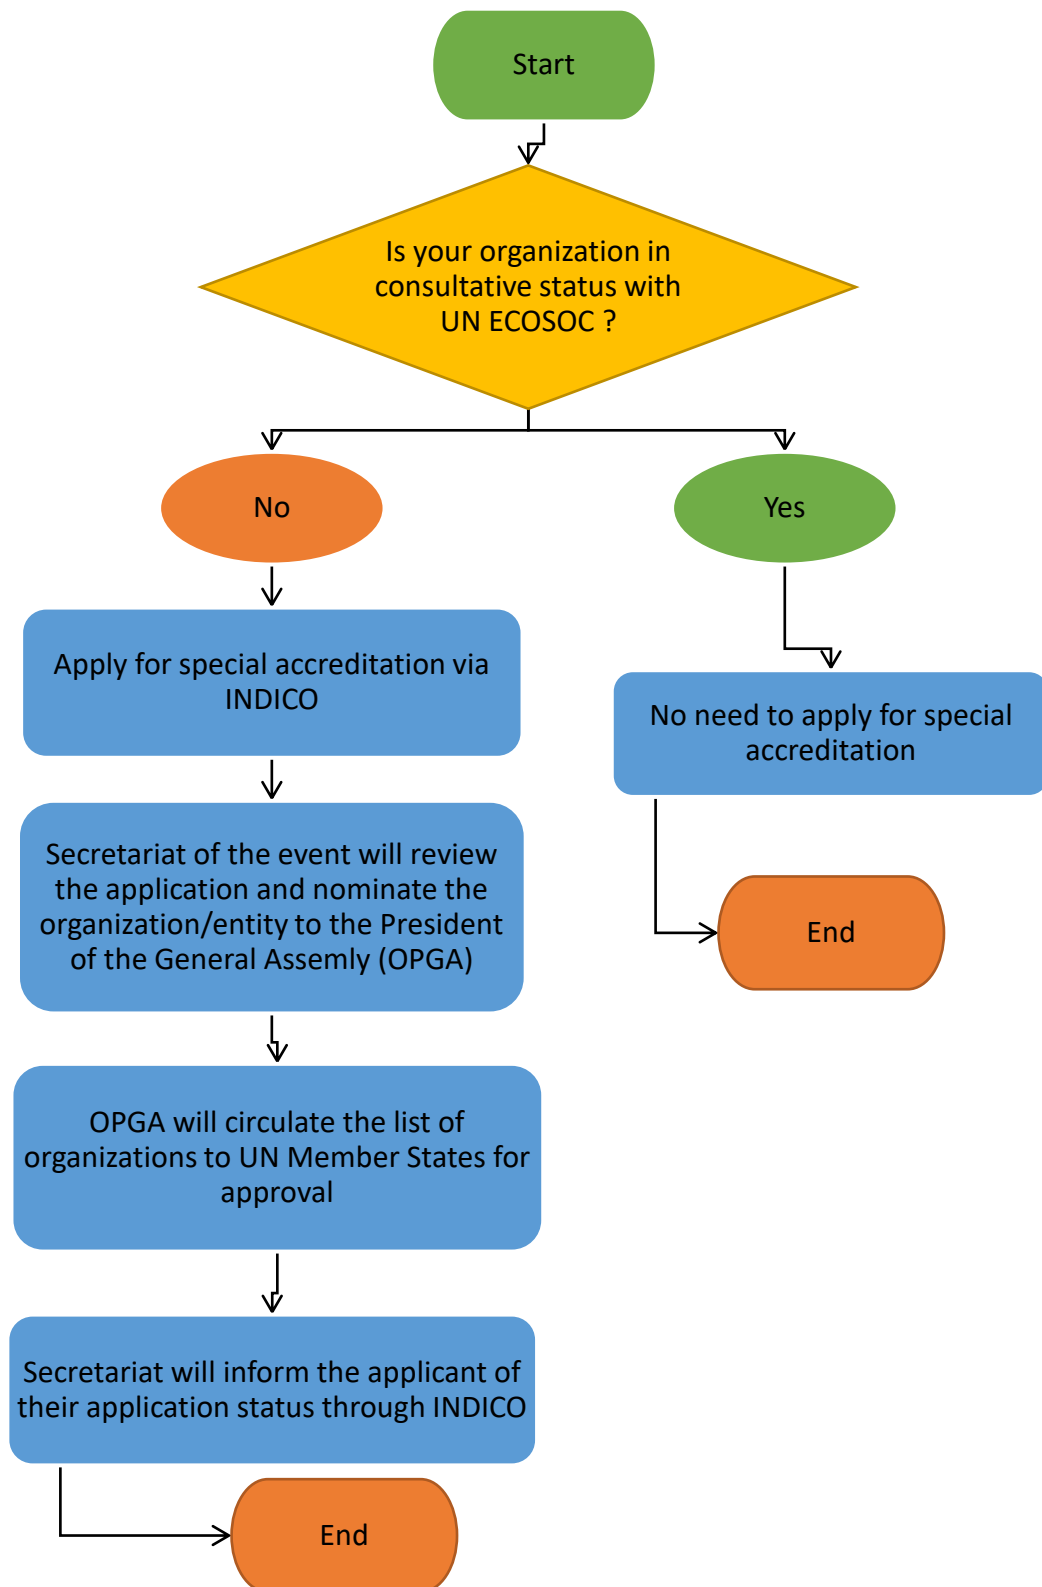 Start
Is your organization in
consultative status with
UN ECOSOC ?
No
Yes
Apply for special accreditation via
INDICO
No need to apply for special
accreditation
Secretariat of the event will review
the application and nominate the
organization/entity to the President
of the General Assemly (OPGA)
End
OPGA will circulate the list of
organizations to UN Member States for
approval
Secretariat will inform the applicant of
their application status through INDICO
End